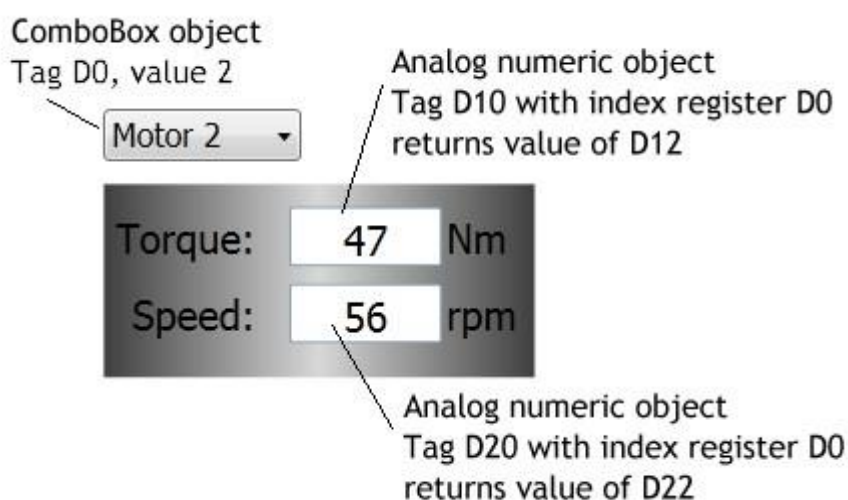 ComboBox object
Tag D0, value 2
Analog numeric object
Tag D10 with index register D0
returns value of D12
Motor 2
Torque: 47 Nm
Speed: 56 rpm
Analog numeric object
Tag D20 with index register D0
returns value of D22